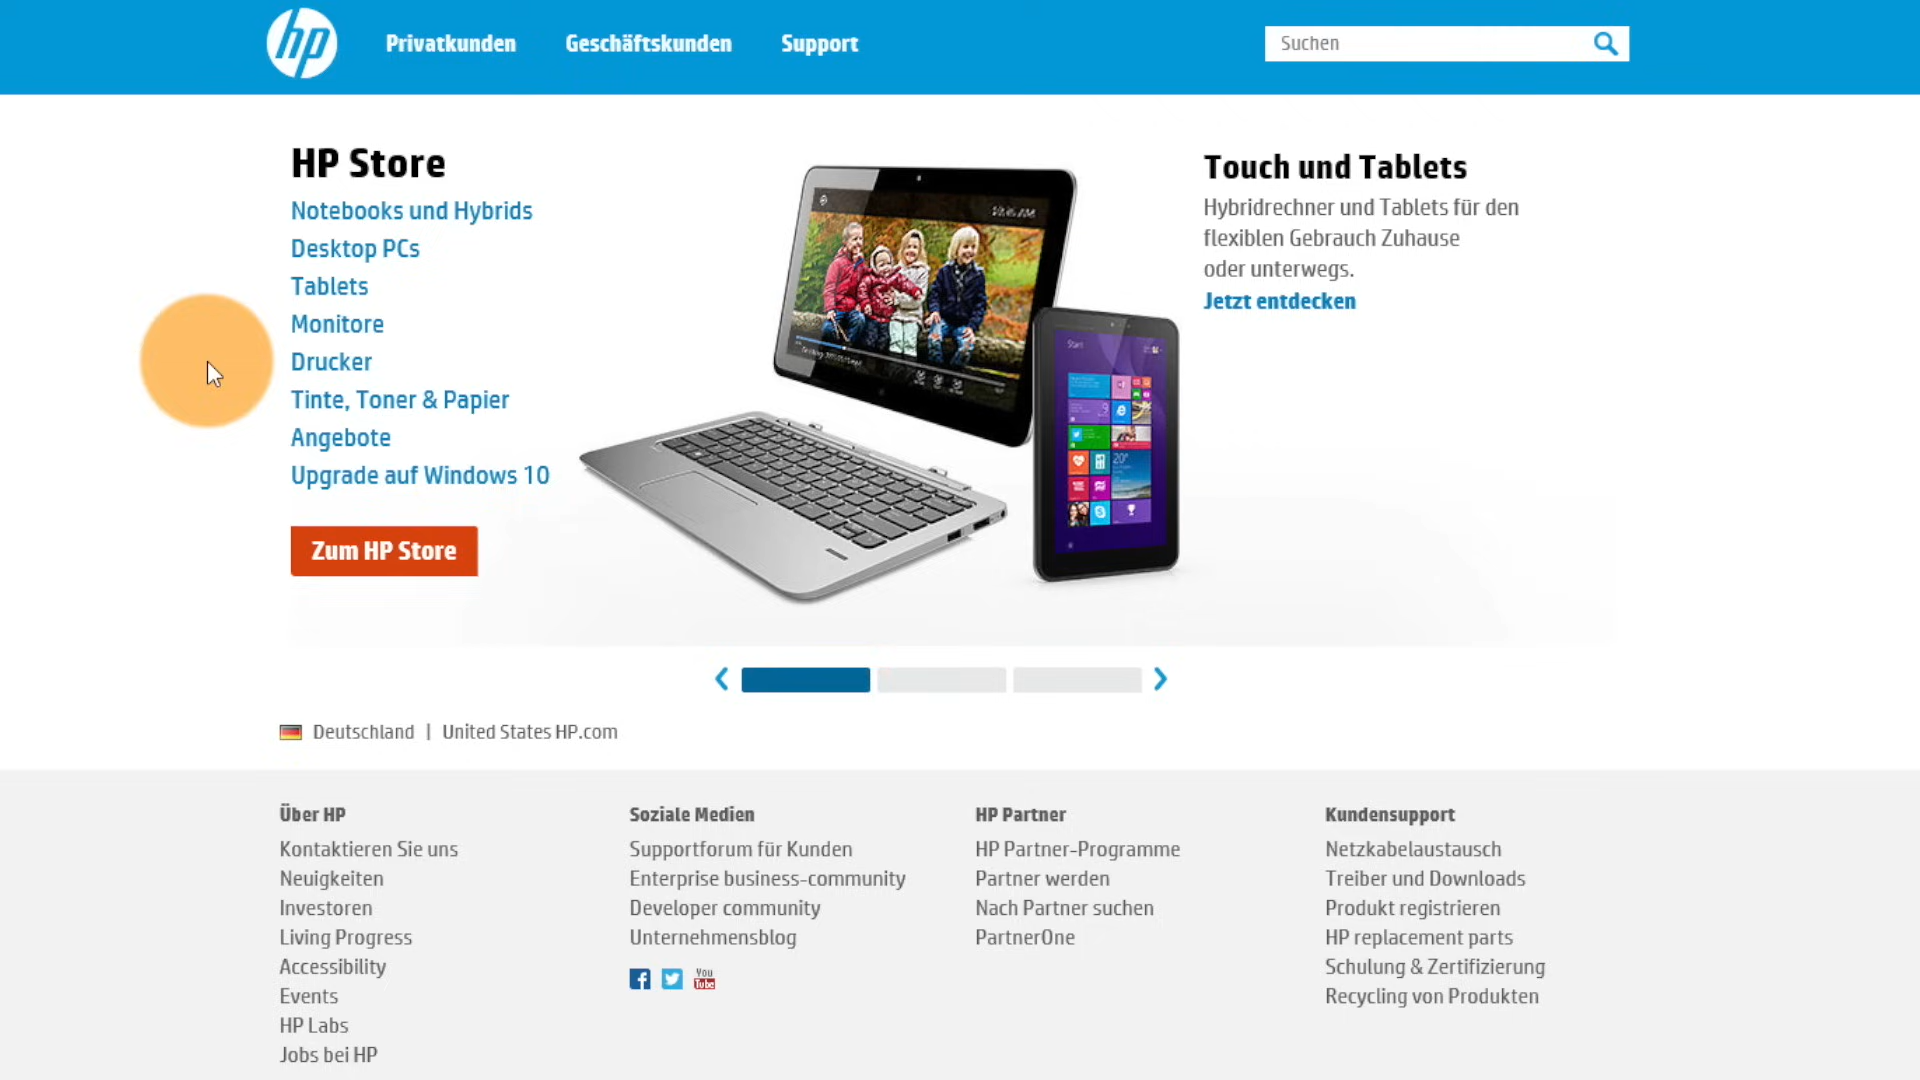 hp
Privatkunden
Geschäftskunden
Support
Suchen
HP Store
Notebooks und Hybrids
Desktop PCs
Tablets
Monitore
Drucker
Tinte, Toner & Papier
Angebote
Upgrade auf Windows 10
Zum HP Store
Start
20°
Touch und Tablets
Hybridrechner und Tablets für den
flexiblen Gebrauch Zuhause
oder unterwegs.
Jetzt entdecken
Deutschland | United States HP.com
Über HP
Kontaktieren Sie uns
Neuigkeiten
Investoren
Living Progress
Accessibility
Events
HP Labs
Jobs bei HP
Soziale Medien
Supportforum für Kunden
Enterprise business-community
Developer community
Unternehmensblog
You
Tube
HP Partner
HP Partner-Programme
Partner werden
Nach Partner suchen
PartnerOne
Kundensupport
Netzkabelaustausch
Treiber und Downloads
Produkt registrieren
HP replacement parts
Schulung & Zertifizierung
Recycling von Produkten